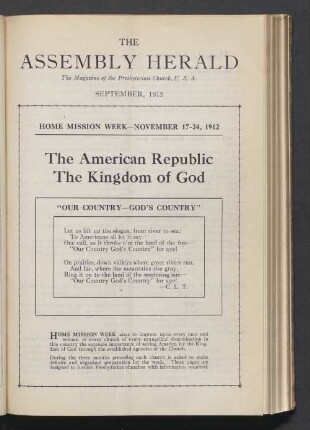 THE
ASSEMBLY HERALD
The Magazine of the Presbyterian Church, U. S. A.
SEPTEMBER, 1912
HOME MISSION WEEK—NOVEMBER 17-24, 1912
The American Republic
The Kingdom of God
"OUR COUNTRY—GOD'S COUNTRY"
Let us lift up the slogan, from river to sea:
To Americans all let it say—
Our call, as it throbs o'er the land of the free—
"Our Country God's Country" for aye!
On prairies, down valleys where great rivers run,
And far, where the mountains rise gray,
Ring it on to the land of the westering sun—
"Our Country God's Country" for aye!
—C. L. T.
HOME MISSION WEEK aims to impress upon every man and
woman of every church of every evangelical denomination in
this country the supreme importance of saving America for the King-
dom of God through the established agencies of the Church.
During the three months preceding each church is asked to make
definite and organized preparation for the week. These pages are
designed to furnish Presbyterian churches with information required